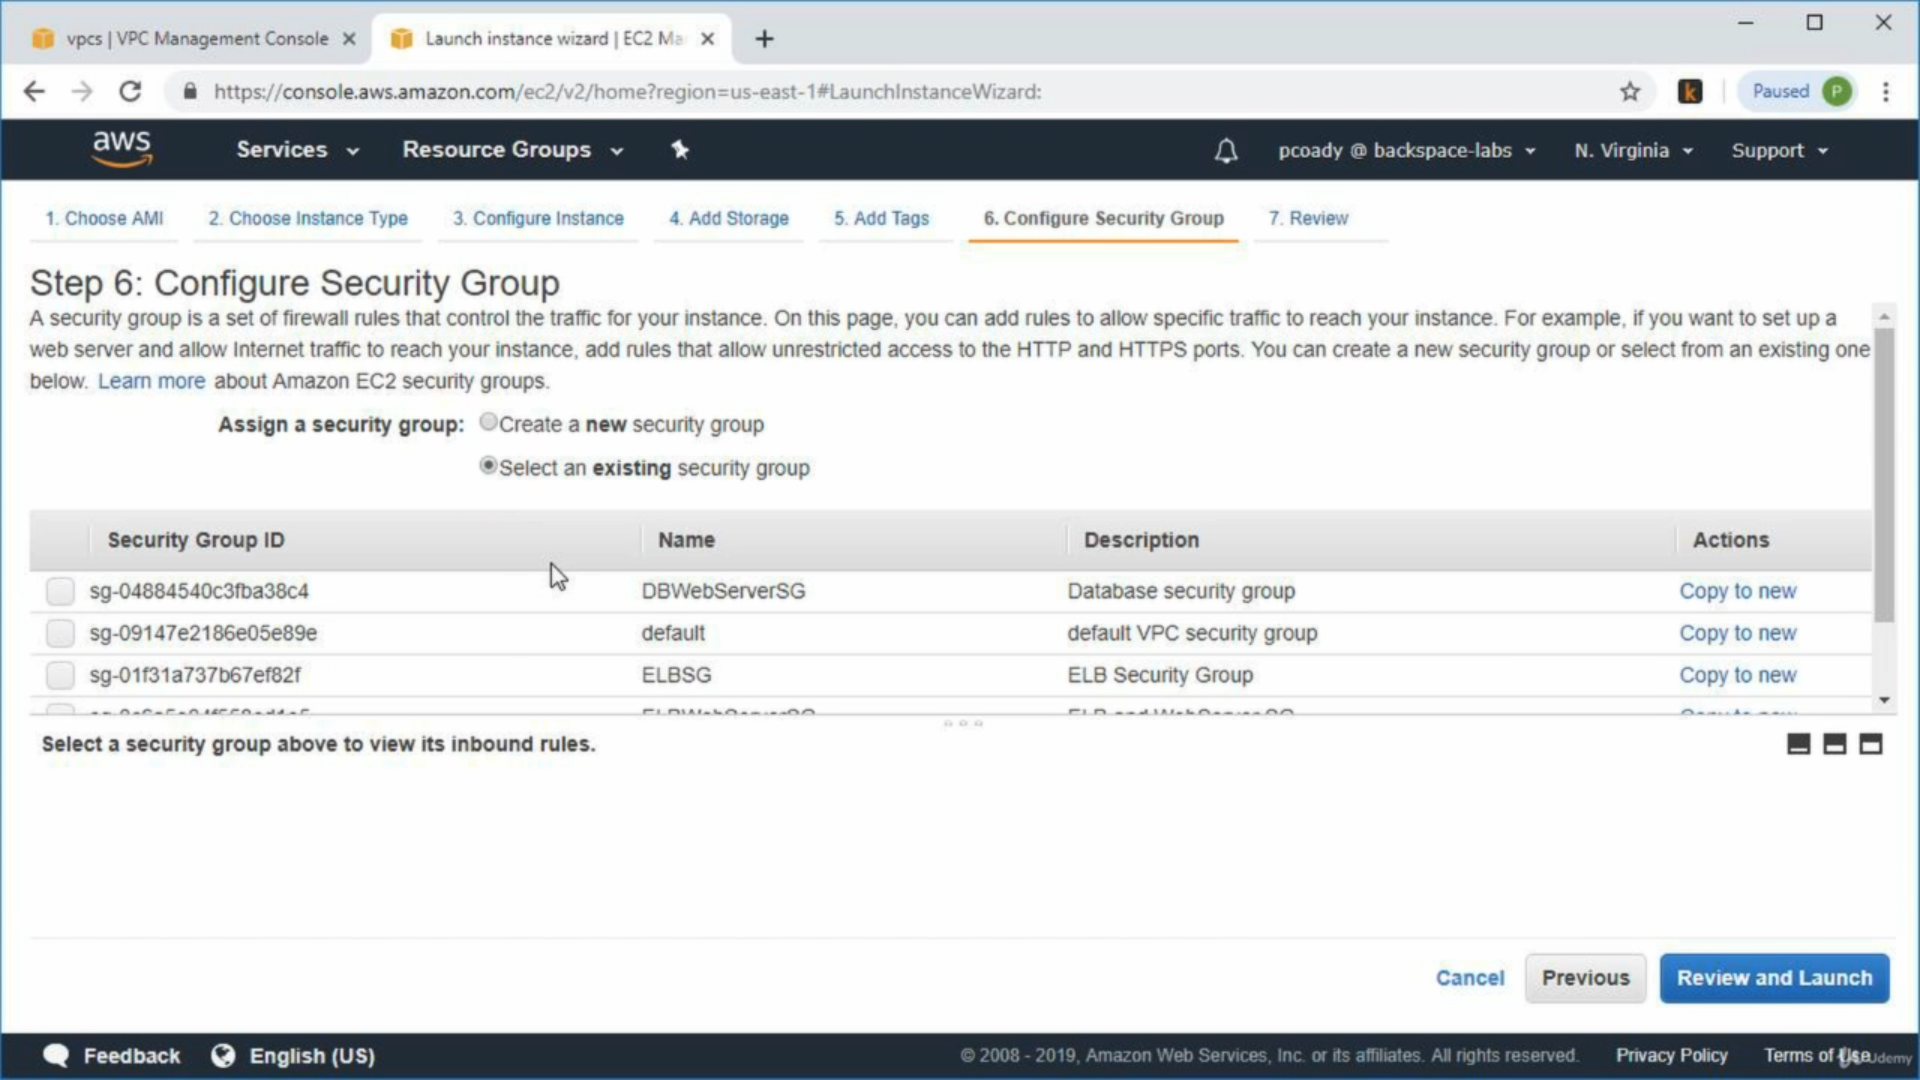 vpcs | VPC Management Console
Launch instance wizard | EC2 Ma
https://console.aws.amazon.com/ec2/v2/home?region=us-east-1#LaunchInstanceWizard:
k
Paused P
aws
Services
Resource Groups
pcoady @ backspace-labs
N. Virginia
Support
1. Choose AMI
2. Choose Instance Type
3. Configure Instance
4. Add Storage
5. Add Tags
6. Configure Security Group
7. Review
Step 6: Configure Security Group
A security group is a set of firewall rules that control the traffic for your instance. On this page, you can add rules to allow specific traffic to reach your instance. For example, if you want to set up a
web server and allow Internet traffic to reach your instance, add rules that allow unrestricted access to the HTTP and HTTPS ports. You can create a new security group or select from an existing one
below. Learn more about Amazon EC2 security groups.
Assign a security group: Create a new security group
Select an existing security group
Security Group ID Name Description Actions
sg-04884540c3fba38c4 DBWebServerSG Database security group Copy to new
sg-09147e2186e05e89e default default VPC security group Copy to new
sg-01f31a737b67ef82f ELBSG ELB Security Group Copy to new
ELBWebServerSG ELB and WebServer SG Copy to new
Select a security group above to view its inbound rules.
Cancel Previous Review and Launch
Feedback English (US) © 2008 - 2019, Amazon Web Services, Inc. or its affiliates. All rights reserved. Privacy Policy Terms of Use
Udemy